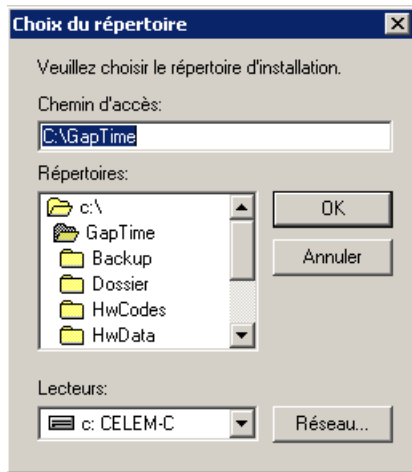 Choix du répertoire
Veuillez choisir le répertoire d'installation.
Chemin d'accès:
C:\GapTime
Répertoires:
c:\
GapTime
Backup
Dossier
HwCodes
HwData
OK
Annuler
Lecteurs:
c: CELEM-C
Réseau...